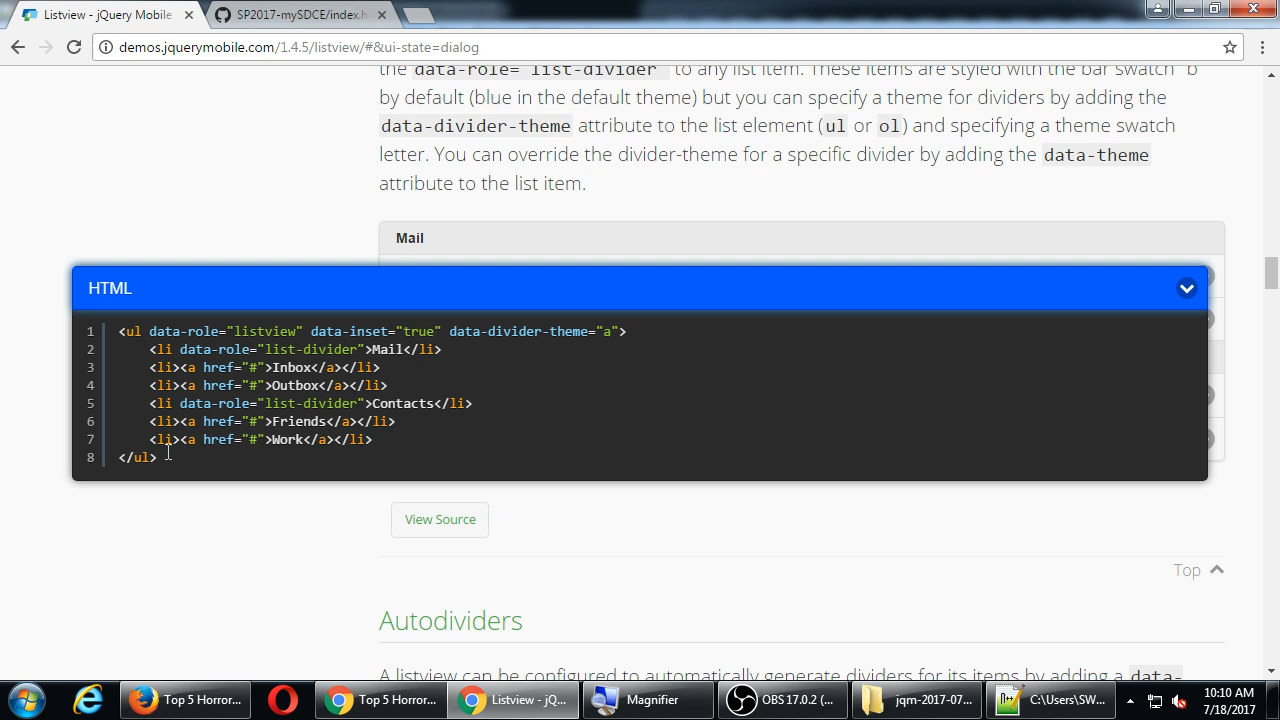 Listview - jQuery Mobile
SP2017-mySDCE/index.h
demos.jquerymobile.com/1.4.5/listview/#&ui-state=dialog
the data-role="list-divider" to any list item. These items are styled with the bar swatch "b"
by default (blue in the default theme) but you can specify a theme for dividers by adding the
data-divider-theme attribute to the list element (ul or ol) and specifying a theme swatch
letter. You can override the divider-theme for a specific divider by adding the data-theme
attribute to the list item.
Mail
HTML
1 <ul data-role="listview" data-inset="true" data-divider-theme="a">
2 <li data-role="list-divider">Mail</li>
3 <li><a href="#">Inbox</a></li>
4 <li><a href="#">Outbox</a></li>
5 <li data-role="list-divider">Contacts</li>
6 <li><a href="#">Friends</a></li>
7 <li><a href="#">Work</a></li>
8 </ul>
View Source
Top
Autodividers
A listview can be configured to automatically generate dividers for its items by adding a data-
Top 5 Horror...
Top 5 Horror...
Listview - jQ...
Magnifier
OBS 17.0.2 (...
jqm-2017-07...
C:\Users\SW...
10:10 AM
7/18/2017